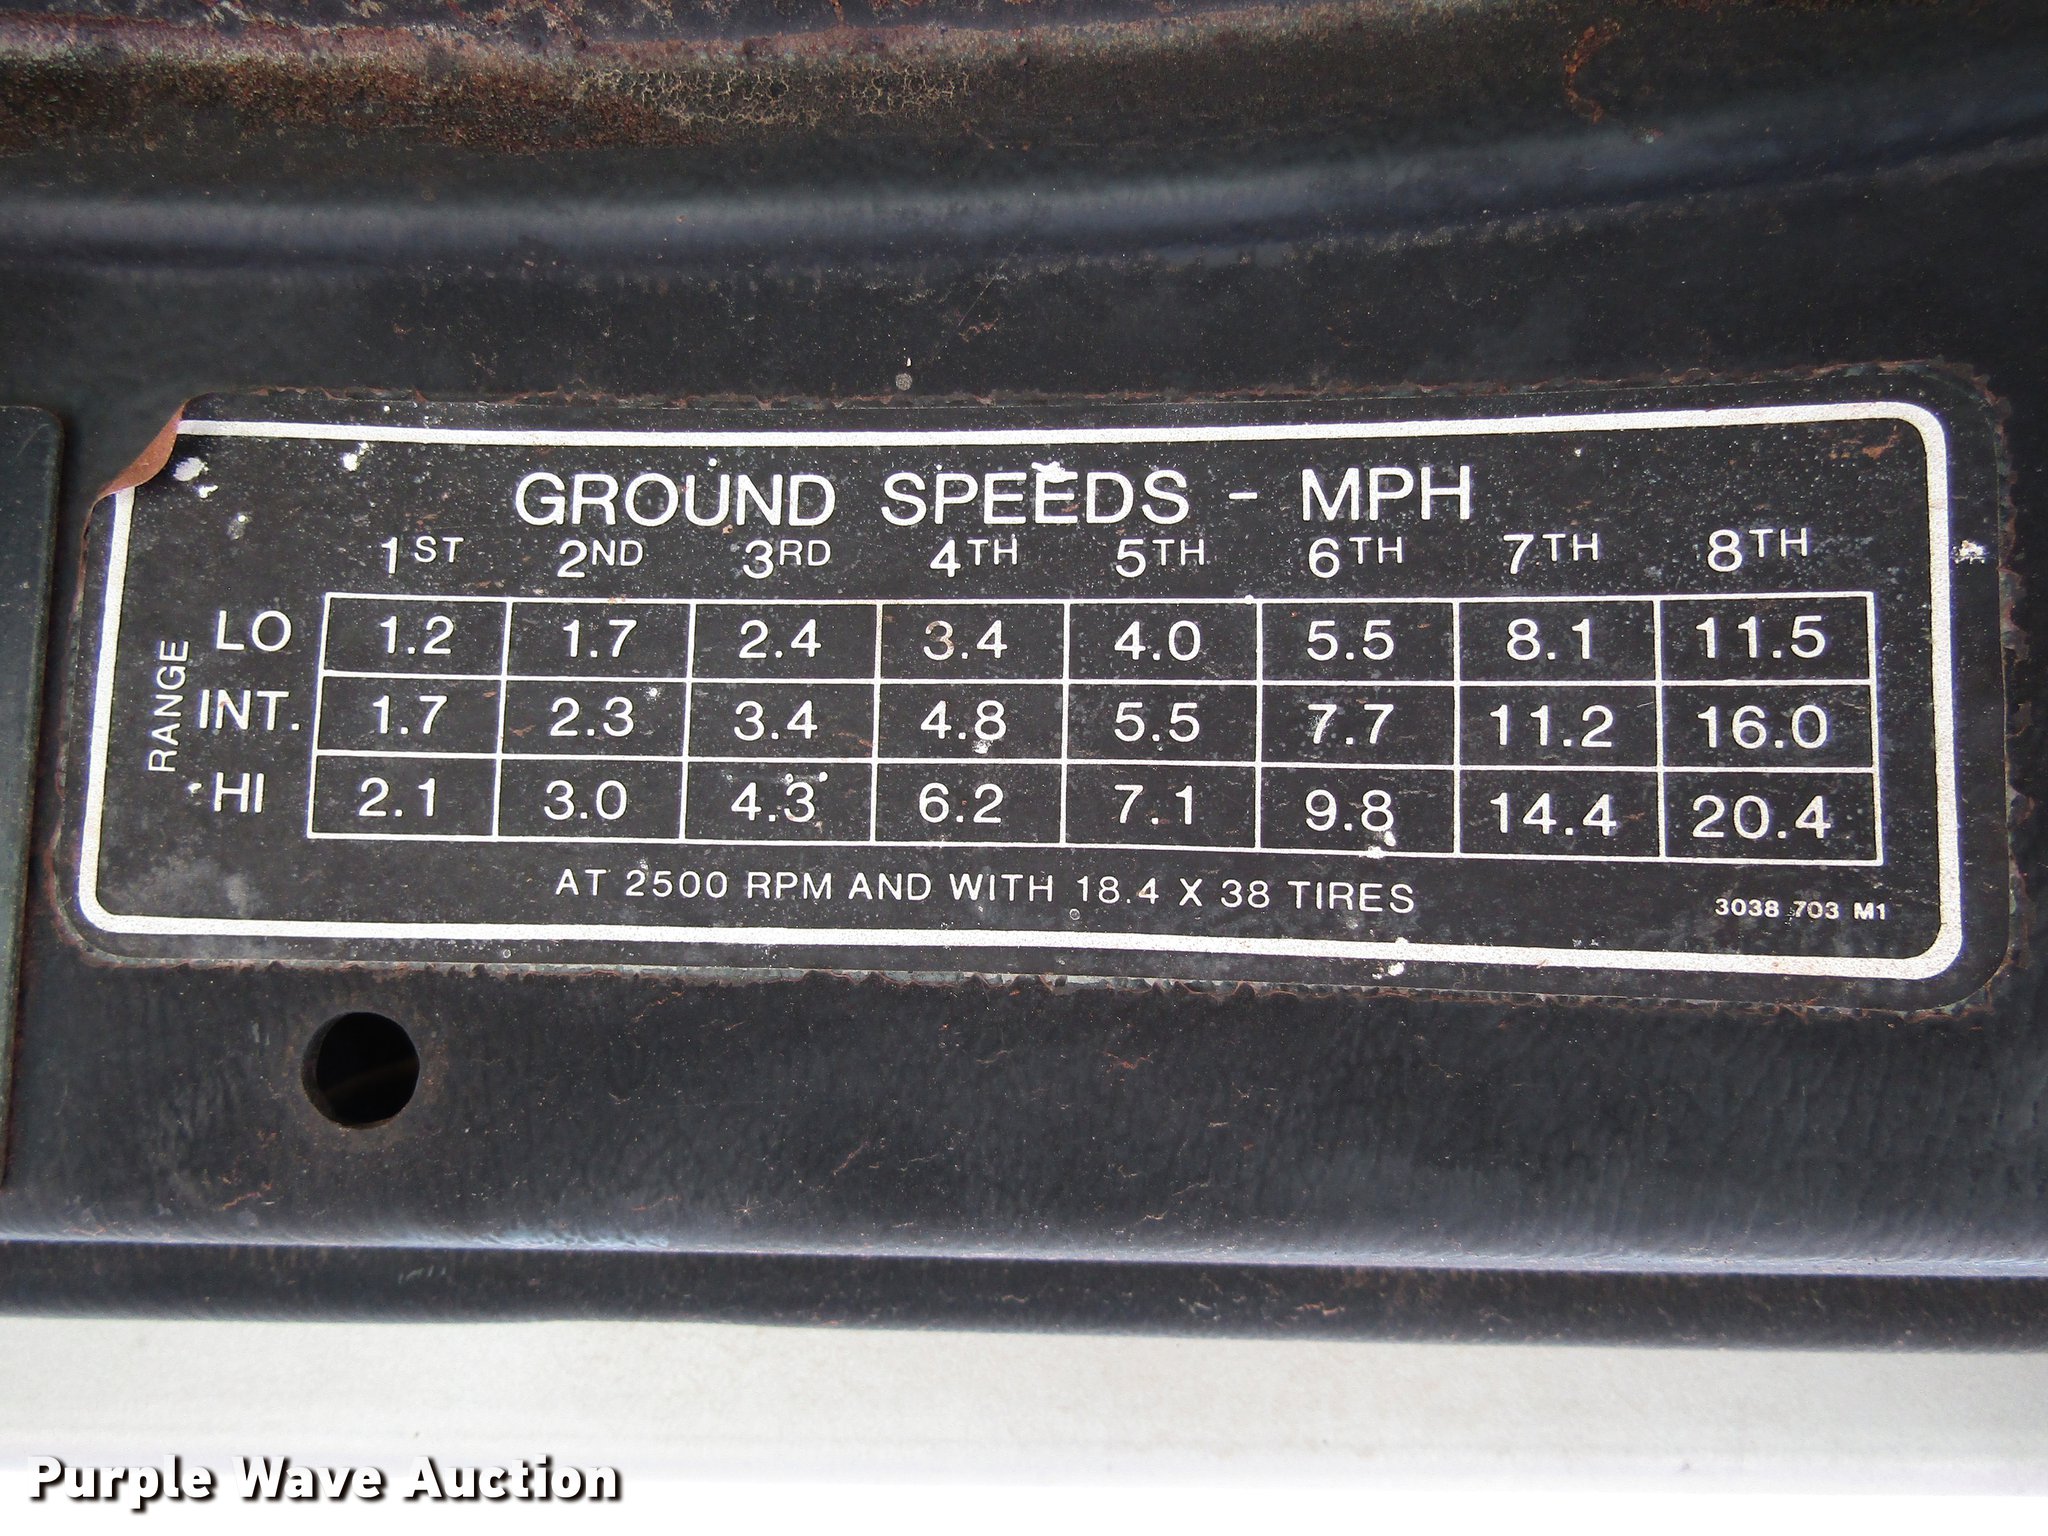 GROUND SPEEDS - MPH
1ST 2ND 3RD 4TH 5TH 6TH 7TH 8TH
RANGE
LO 1.2 1.7 2.4 3.4 4.0 5.5 8.1 11.5
INT. 1.7 2.3 3.4 4.8 5.5 7.7 11.2 16.0
HI 2.1 3.0 4.3 6.2 7.1 9.8 14.4 20.4
AT 2500 RPM AND WITH 18.4 X 38 TIRES
3038 703 M1
Purple Wave Auction